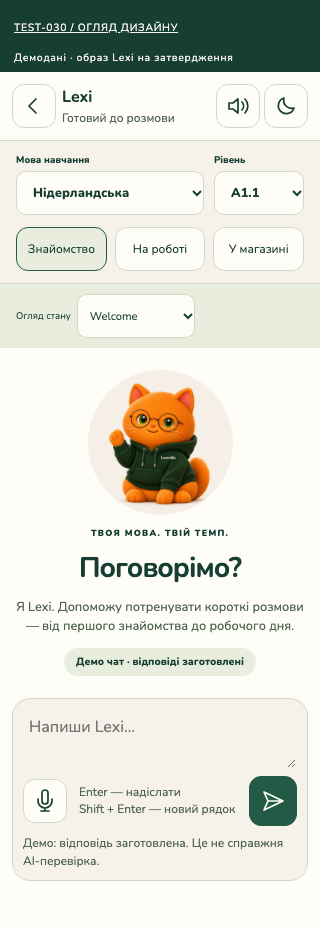 TEST-030 / ОГЛЯД ДИЗАЙНУ
Демодані · образ Lexi на затвердження
Lexi
Готовий до розмови
Мова навчання
Рівень
Нідерландська
A1.1
Знайомство
На роботі
У магазині
Огляд стану
Welcome
ТВОЯ МОВА. ТВІЙ ТЕМП.
Поговорімо?
Я Lexi. Допоможу потренувати короткі розмови
— від першого знайомства до робочого дня.
Демо чат · відповіді заготовлені
Напиши Lexi...
Enter — надіслати
Shift + Enter — новий рядок
Демо: відповідь заготовлена. Це не справжня
AI-перевірка.